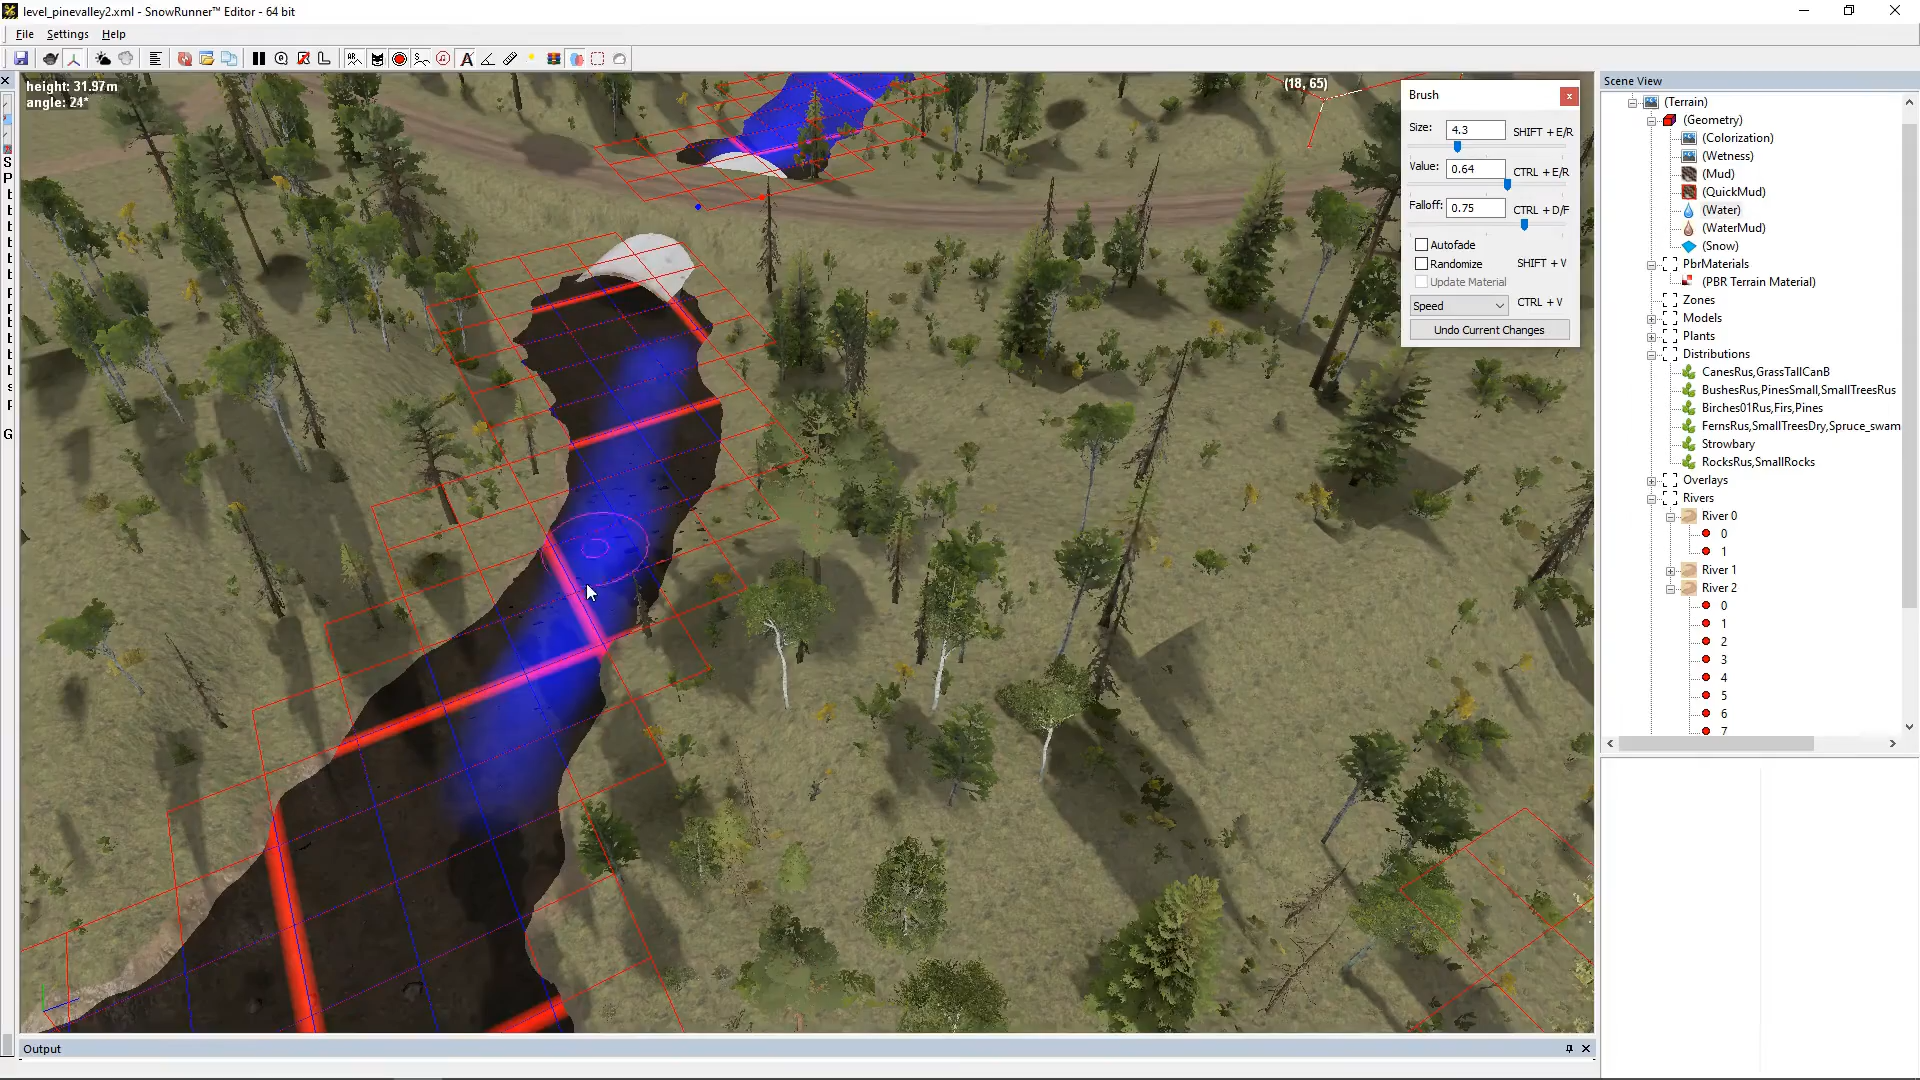 level_pinevalley2.xml - SnowRunner™ Editor - 64 bit
File Settings Help
height: 31.97m
angle: 24°
(18, 65)
S
P
t
t
t
t
t
t
F
t
F
t
t
t
s
F
G
Brush
Size: 4.3 SHIFT + E/R
Value: 0.64 CTRL + E/R
Falloff: 0.75 CTRL + D/F
Autofade
Randomize SHIFT + V
Update Material
Speed CTRL + V
Undo Current Changes
Scene View
(Terrain)
(Geometry)
(Colorization)
(Wetness)
(Mud)
(QuickMud)
(Water)
(WaterMud)
(Snow)
PbrMaterials
(PBR Terrain Material)
Zones
Models
Plants
Distributions
CanesRus,GrassTallCanB
BushesRus,PinesSmall,SmallTreesRus
Birches01Rus,Firs,Pines
FernsRus,SmallTreesDry,Spruce_swam
Strowbary
RocksRus,SmallRocks
Overlays
Rivers
River 0
0
1
River 1
River 2
0
1
2
3
4
5
6
7
Output